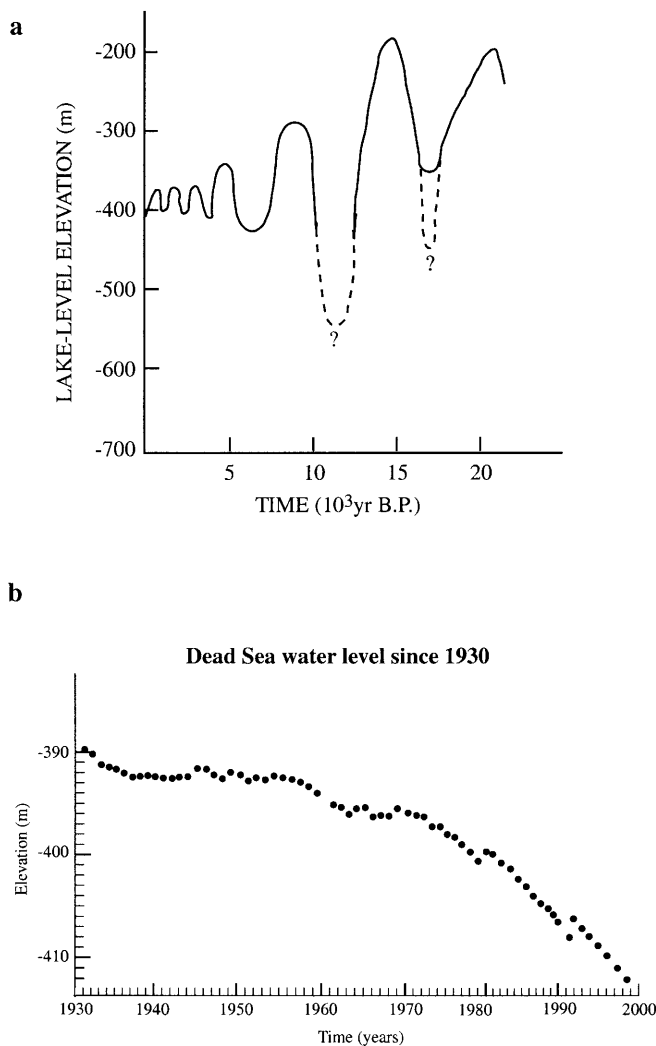 a
LAKE-LEVEL ELEVATION (m)
-200
-300
-400
-500
-600
-700
?
?
5 10 15 20
TIME (10³yr B.P.)
b
Dead Sea water level since 1930
Elevation (m)
-390
-400
-410
1930 1940 1950 1960 1970 1980 1990 2000
Time (years)